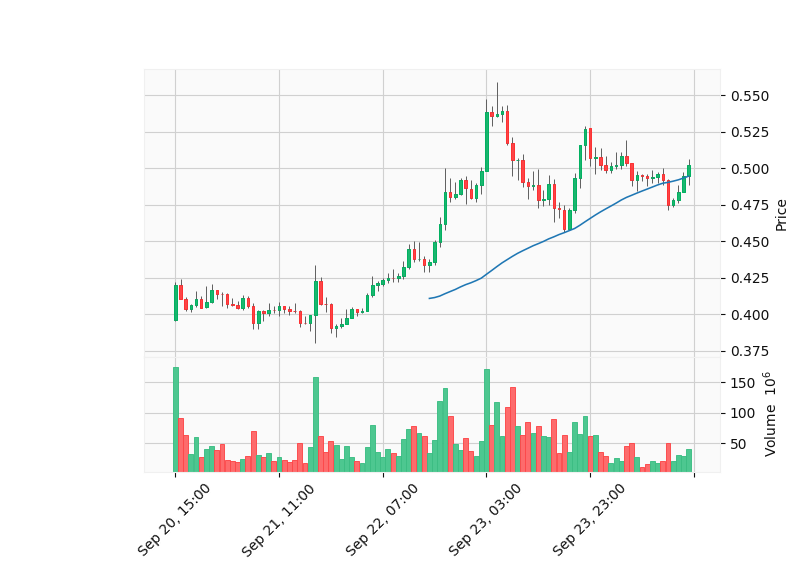 0.550
0.525
0.500
0.475
0.450
0.425
0.400
0.375
Price
150
100
50
Volume 10⁶
Sep 20, 15:00
Sep 21, 11:00
Sep 22, 07:00
Sep 23, 03:00
Sep 23, 23:00